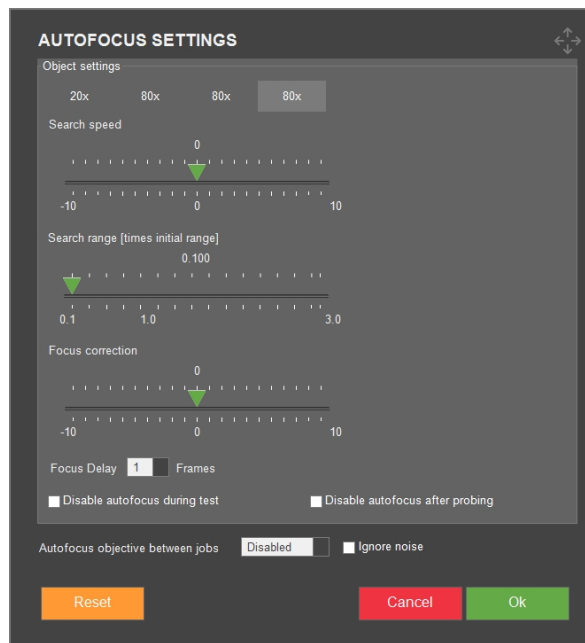 AUTOFOCUS SETTINGS
Object settings
20x 80x 80x 80x
Search speed
0
-10 0 10
Search range [times initial range]
0.100
0.1 1.0 3.0
Focus correction
0
-10 0 10
Focus Delay 1 Frames
Disable autofocus during test Disable autofocus after probing
Autofocus objective between jobs Disabled Ignore noise
Reset Cancel Ok